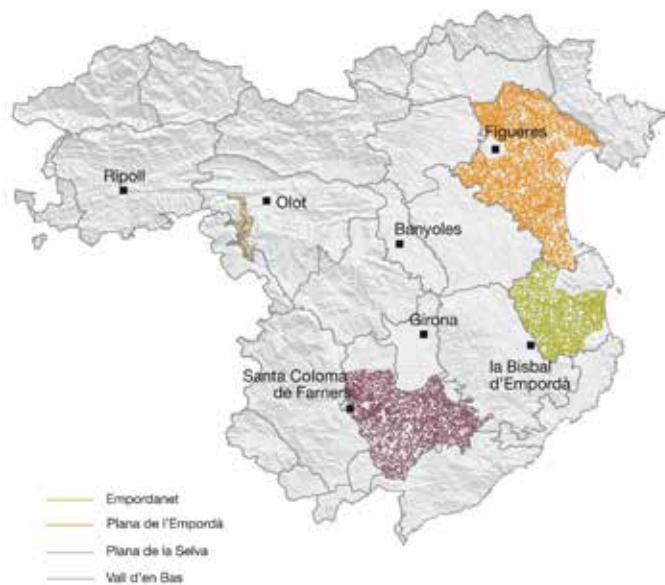 Figueres
Ripoll
Olot
Banyoles
Girona
la Bisbal
d'Empordà
Santa Coloma
de Farners
Empordanet
Plana de l'Empordà
Plana de la Selva
Vall d'en Bas